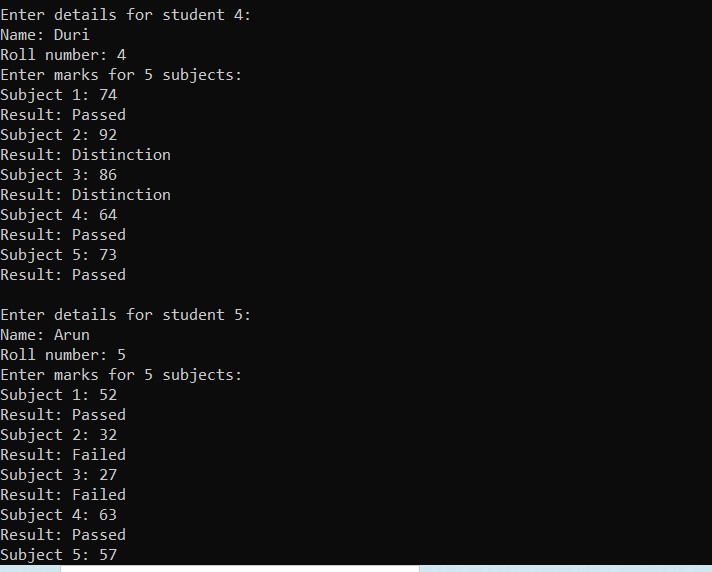 Enter details for student 4:
Name: Duri
Roll number: 4
Enter marks for 5 subjects:
Subject 1: 74
Result: Passed
Subject 2: 92
Result: Distinction
Subject 3: 86
Result: Distinction
Subject 4: 64
Result: Passed
Subject 5: 73
Result: Passed
Enter details for student 5:
Name: Arun
Roll number: 5
Enter marks for 5 subjects:
Subject 1: 52
Result: Passed
Subject 2: 32
Result: Failed
Subject 3: 27
Result: Failed
Subject 4: 63
Result: Passed
Subject 5: 57